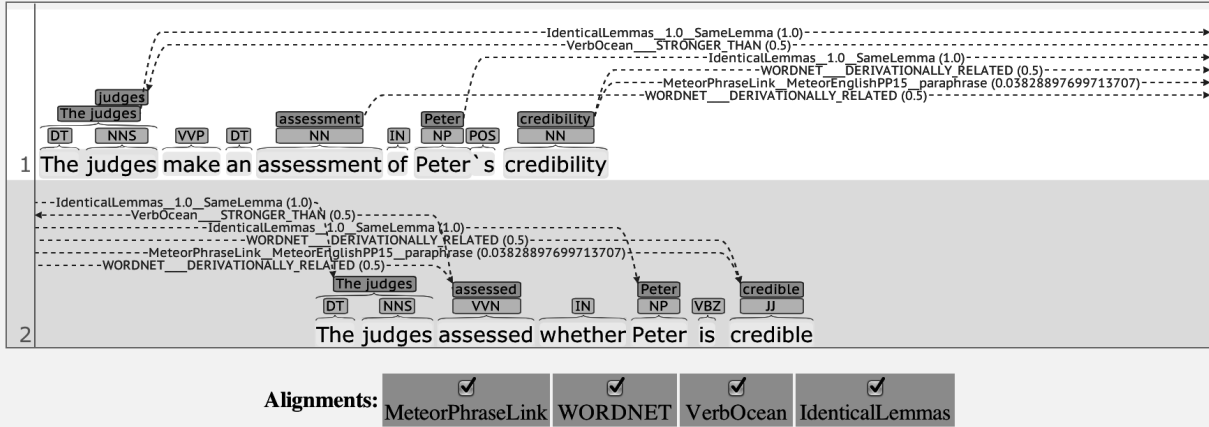 IdenticalLemmas__1.0__SameLemma (1.0)
VerbOcean___STRONGER_THAN (0.5)
IdenticalLemmas__1.0__SameLemma (1.0)
WORDNET___DERIVATIONALLY_RELATED (0.5)
MeteorPhraseLink__MeteorEnglishPP15__paraphrase (0.03828897699713707)
WORDNET___DERIVATIONALLY_RELATED (0.5)
judges
The judges assessment Peter credibility
DT NNS VVP DT NN IN NP POS NN
1 The judges make an assessment of Peter`s credibility
IdenticalLemmas__1.0__SameLemma (1.0)
VerbOcean___STRONGER_THAN (0.5)
IdenticalLemmas__1.0__SameLemma (1.0)
WORDNET___DERIVATIONALLY_RELATED (0.5)
MeteorPhraseLink__MeteorEnglishPP15__paraphrase (0.03828897699713707)
WORDNET___DERIVATIONALLY_RELATED (0.5)
The judges assessed Peter credible
DT NNS VVN IN NP VBZ JJ
2 The judges assessed whether Peter is credible
Alignments: MeteorPhraseLink WORDNET VerbOcean IdenticalLemmas